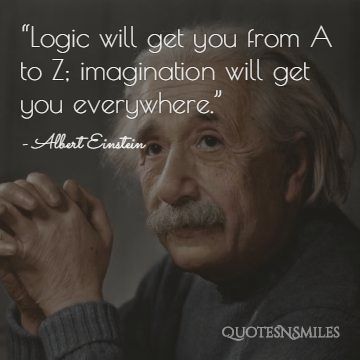 “Logic will get you from A
to Z; imagination will get
you everywhere.”
- Albert Einstein
QUOTESNSMILES